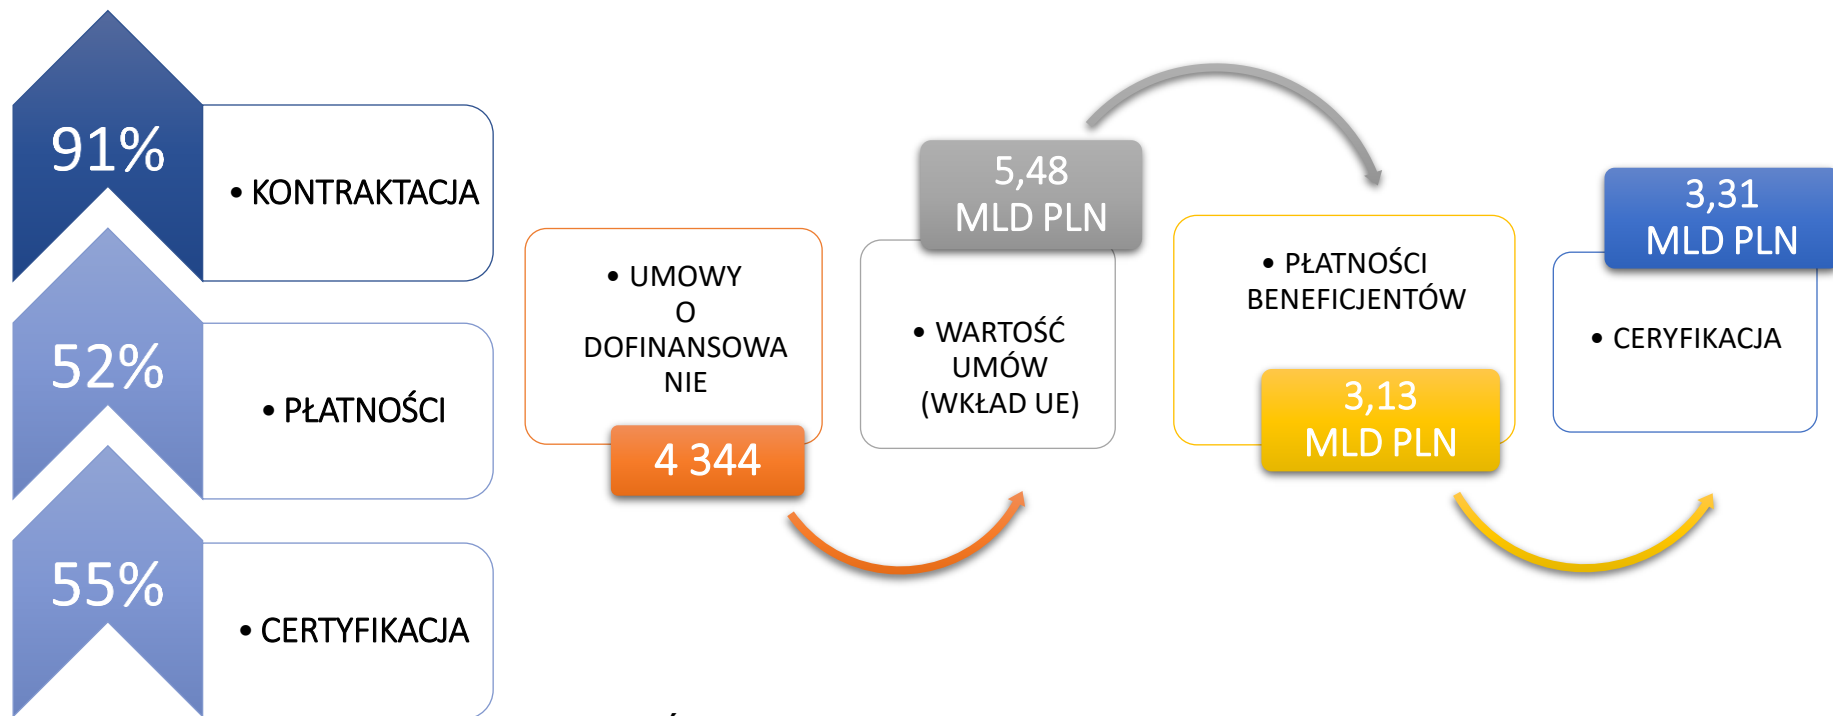 91%
• KONTRAKTACJA
52%
• PŁATNOŚCI
55%
• CERTYFIKACJA
• UMOWY
O
DOFINANSOWA
NIE
4 344
5,48
MLD PLN
• WARTOŚĆ
UMÓW
(WKŁAD UE)
• PŁATNOŚCI
BENEFICJENTÓW
3,13
MLD PLN
3,31
MLD PLN
• CERYFIKACJA